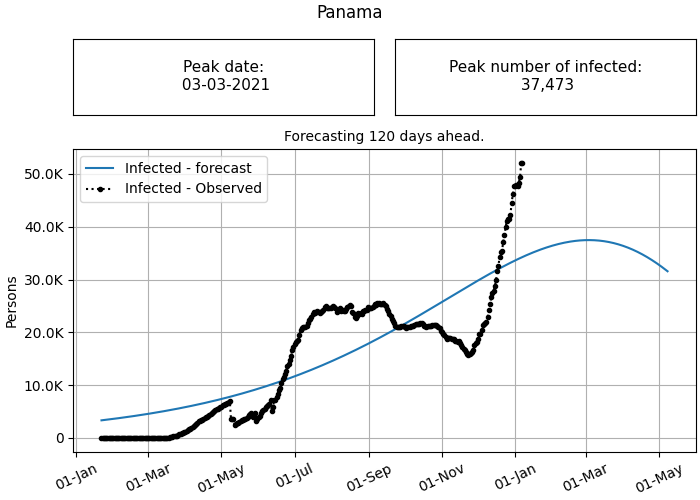 Panama
Peak date:
03-03-2021
Peak number of infected:
37,473
Forecasting 120 days ahead.
Infected - forecast
Infected - Observed
Persons
50.0K
40.0K
30.0K
20.0K
10.0K
0
01-Jan
01-Mar
01-May
01-Jul
01-Sep
01-Nov
01-Jan
01-Mar
01-May